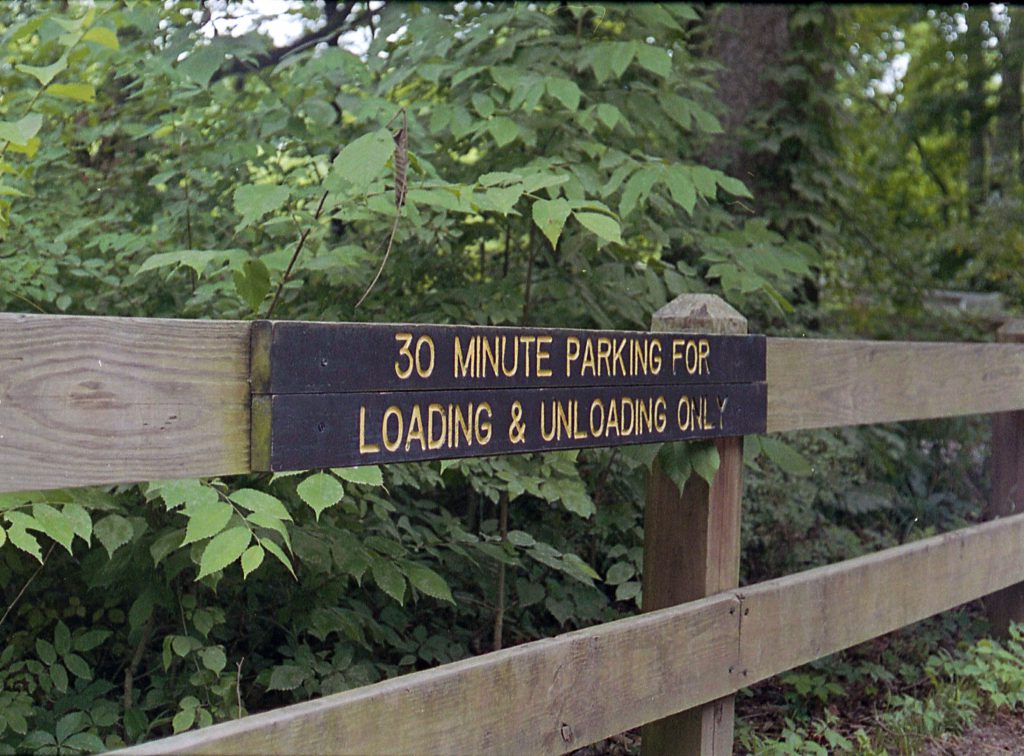 30 MINUTE PARKING FOR
LOADING & UNLOADING ONLY